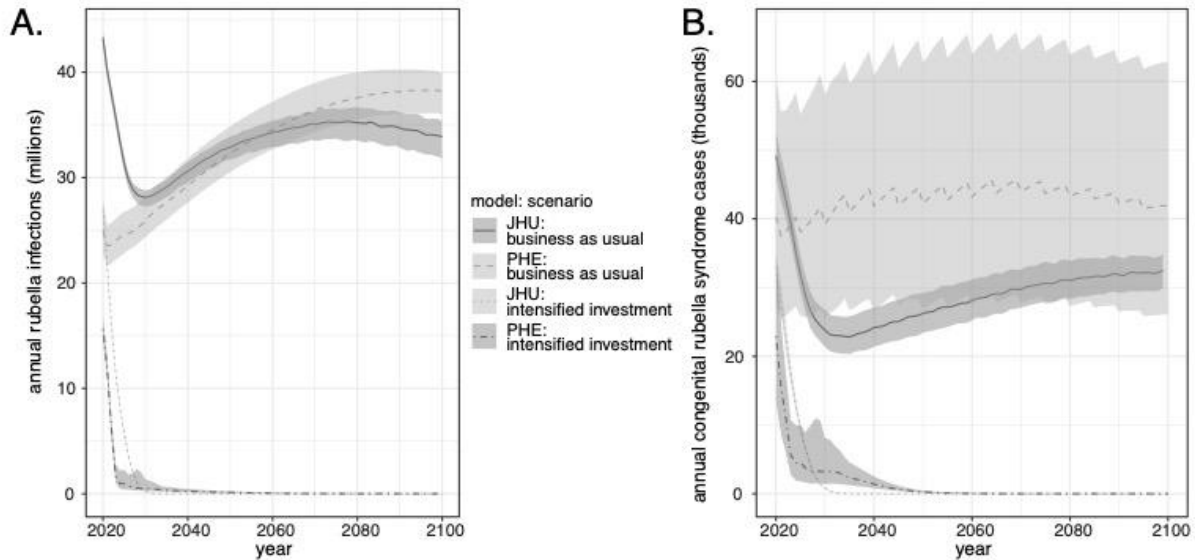 A.
annual rubella infections (millions)
40
30
20
10
0
2020 2040 2060 2080 2100
year
model: scenario
JHU:
business as usual
PHE:
business as usual
JHU:
intensified investment
PHE:
intensified investment
B.
annual congenital rubella syndrome cases (thousands)
60
40
20
0
2020 2040 2060 2080 2100
year